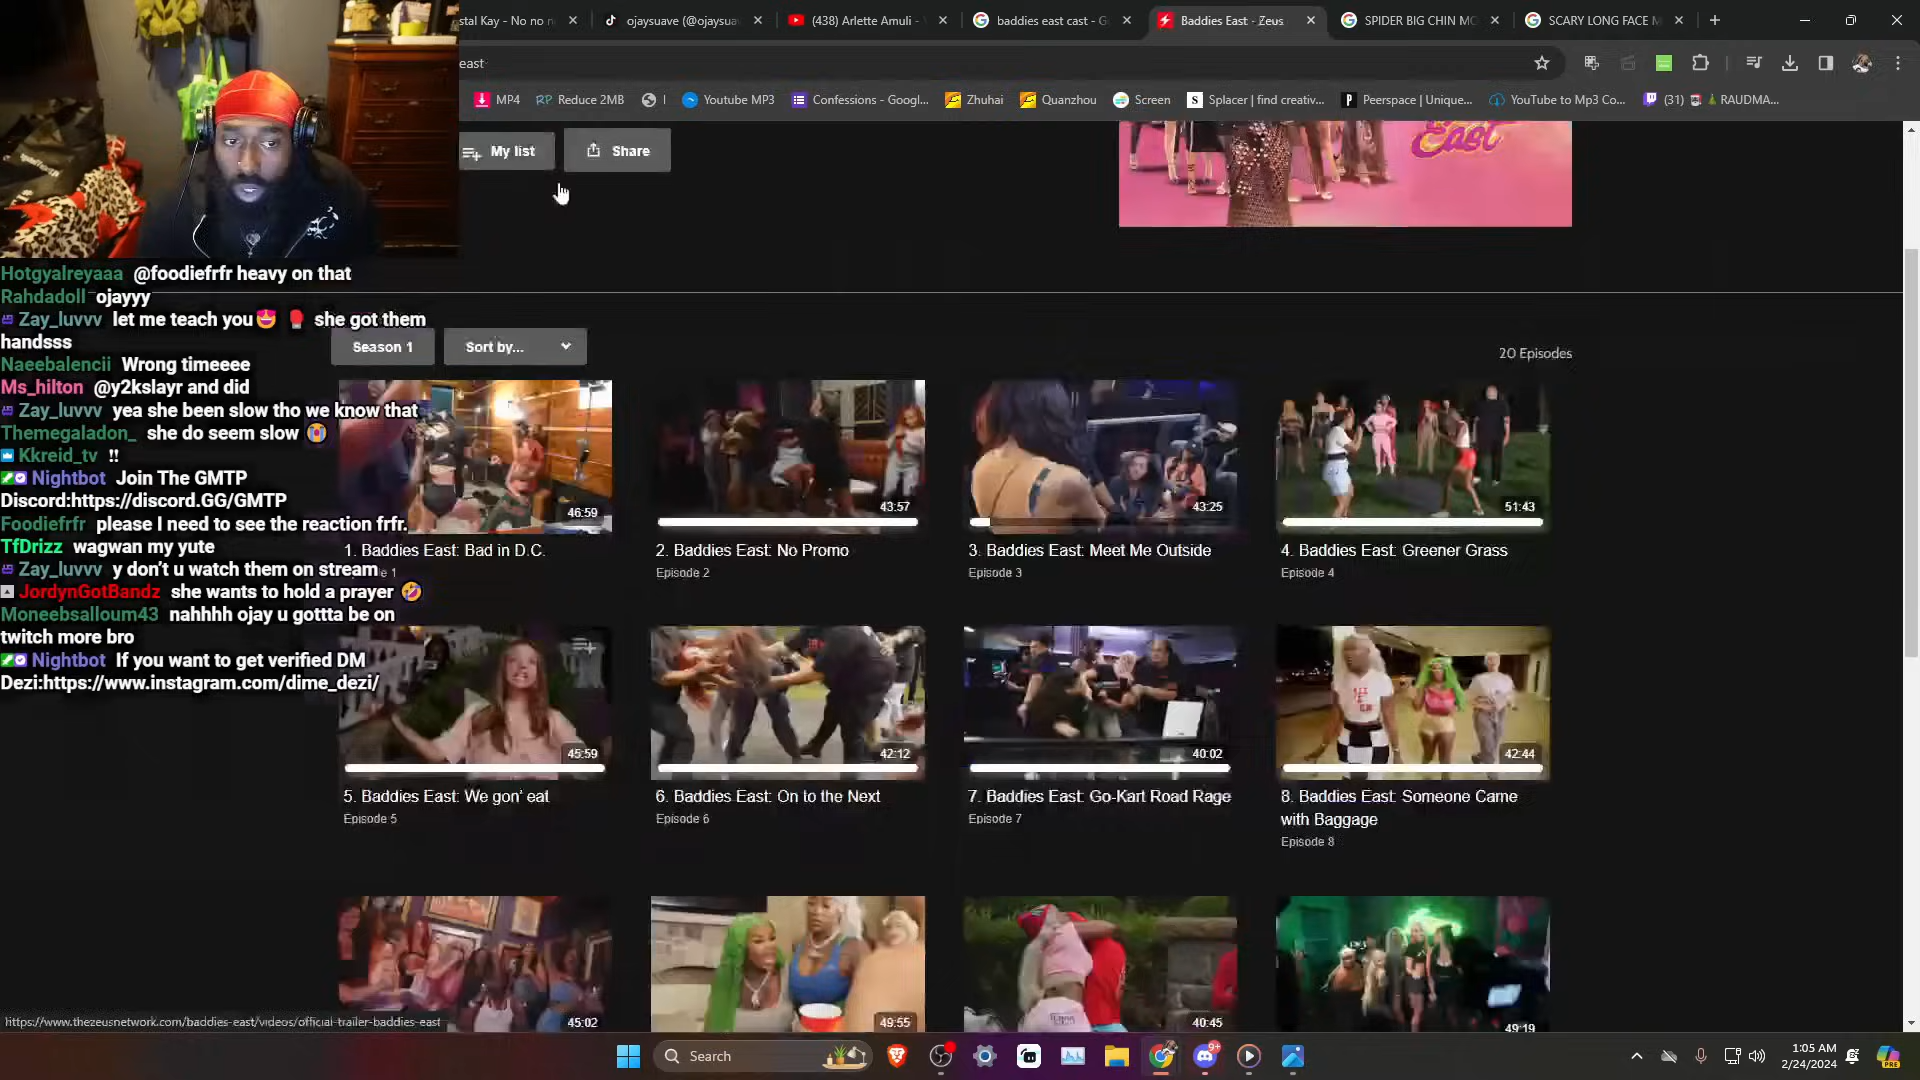 stal Kay - No no n
ojaysuave (@ojaysua
(438) Arlette Amuli -
baddies east cast - G
Baddies East - Zeus
SPIDER BIG CHIN MO
SCARY LONG FACE M
east
MP4
Reduce 2MB
Youtube MP3
Confessions - Googl...
Zhuhai
Quanzhou
Screen
Splacer | find creativ...
Peerspace | Unique...
YouTube to Mp3 Co...
(31)
RAUDMA...
My list
Share
East
Hotgyalreyaaa @foodiefrfr heavy on that
Rahdadoll ojayyy
Zay_luvvv let me teach you😍 🥊 she got them
handsss
Naeebalencii Wrong timeeee
Ms_hilton @y2kslayr and did
Zay_luvvv yea she been slow tho we know that
Themegaladon_ she do seem slow 😭
Kkreid_tv !!
Nightbot Join The GMTP
Discord:https://discord.GG/GMTP
Foodiefrfr please I need to see the reaction frfr.
TfDrizz wagwan my yute
Zay_luvvv y don't u watch them on stream
JordynGotBandz she wants to hold a prayer 🤣
Moneebsalloum43 nahhhh ojay u gottta be on
twitch more bro
Nightbot If you want to get verified DM
Dezi:https://www.instagram.com/dime_dezi/
Season 1
Sort by...
20 Episodes
46:59
43:57
43:25
51:43
1. Baddies East: Bad in D.C.
2. Baddies East: No Promo
3. Baddies East: Meet Me Outside
4. Baddies East: Greener Grass
1
Episode 2
Episode 3
Episode 4
45:59
42:12
40:02
42:44
5. Baddies East: We gon' eat
6. Baddies East: On to the Next
7. Baddies East: Go-Kart Road Rage
8. Baddies East: Someone Came
with Baggage
Episode 5
Episode 6
Episode 7
Episode 8
45:02
49:55
40:45
49:19
https://www.thezeusnetwork.com/baddies-east/videos/official-trailer-baddies-east
Search
9+
1:05 AM
2/24/2024
PRE